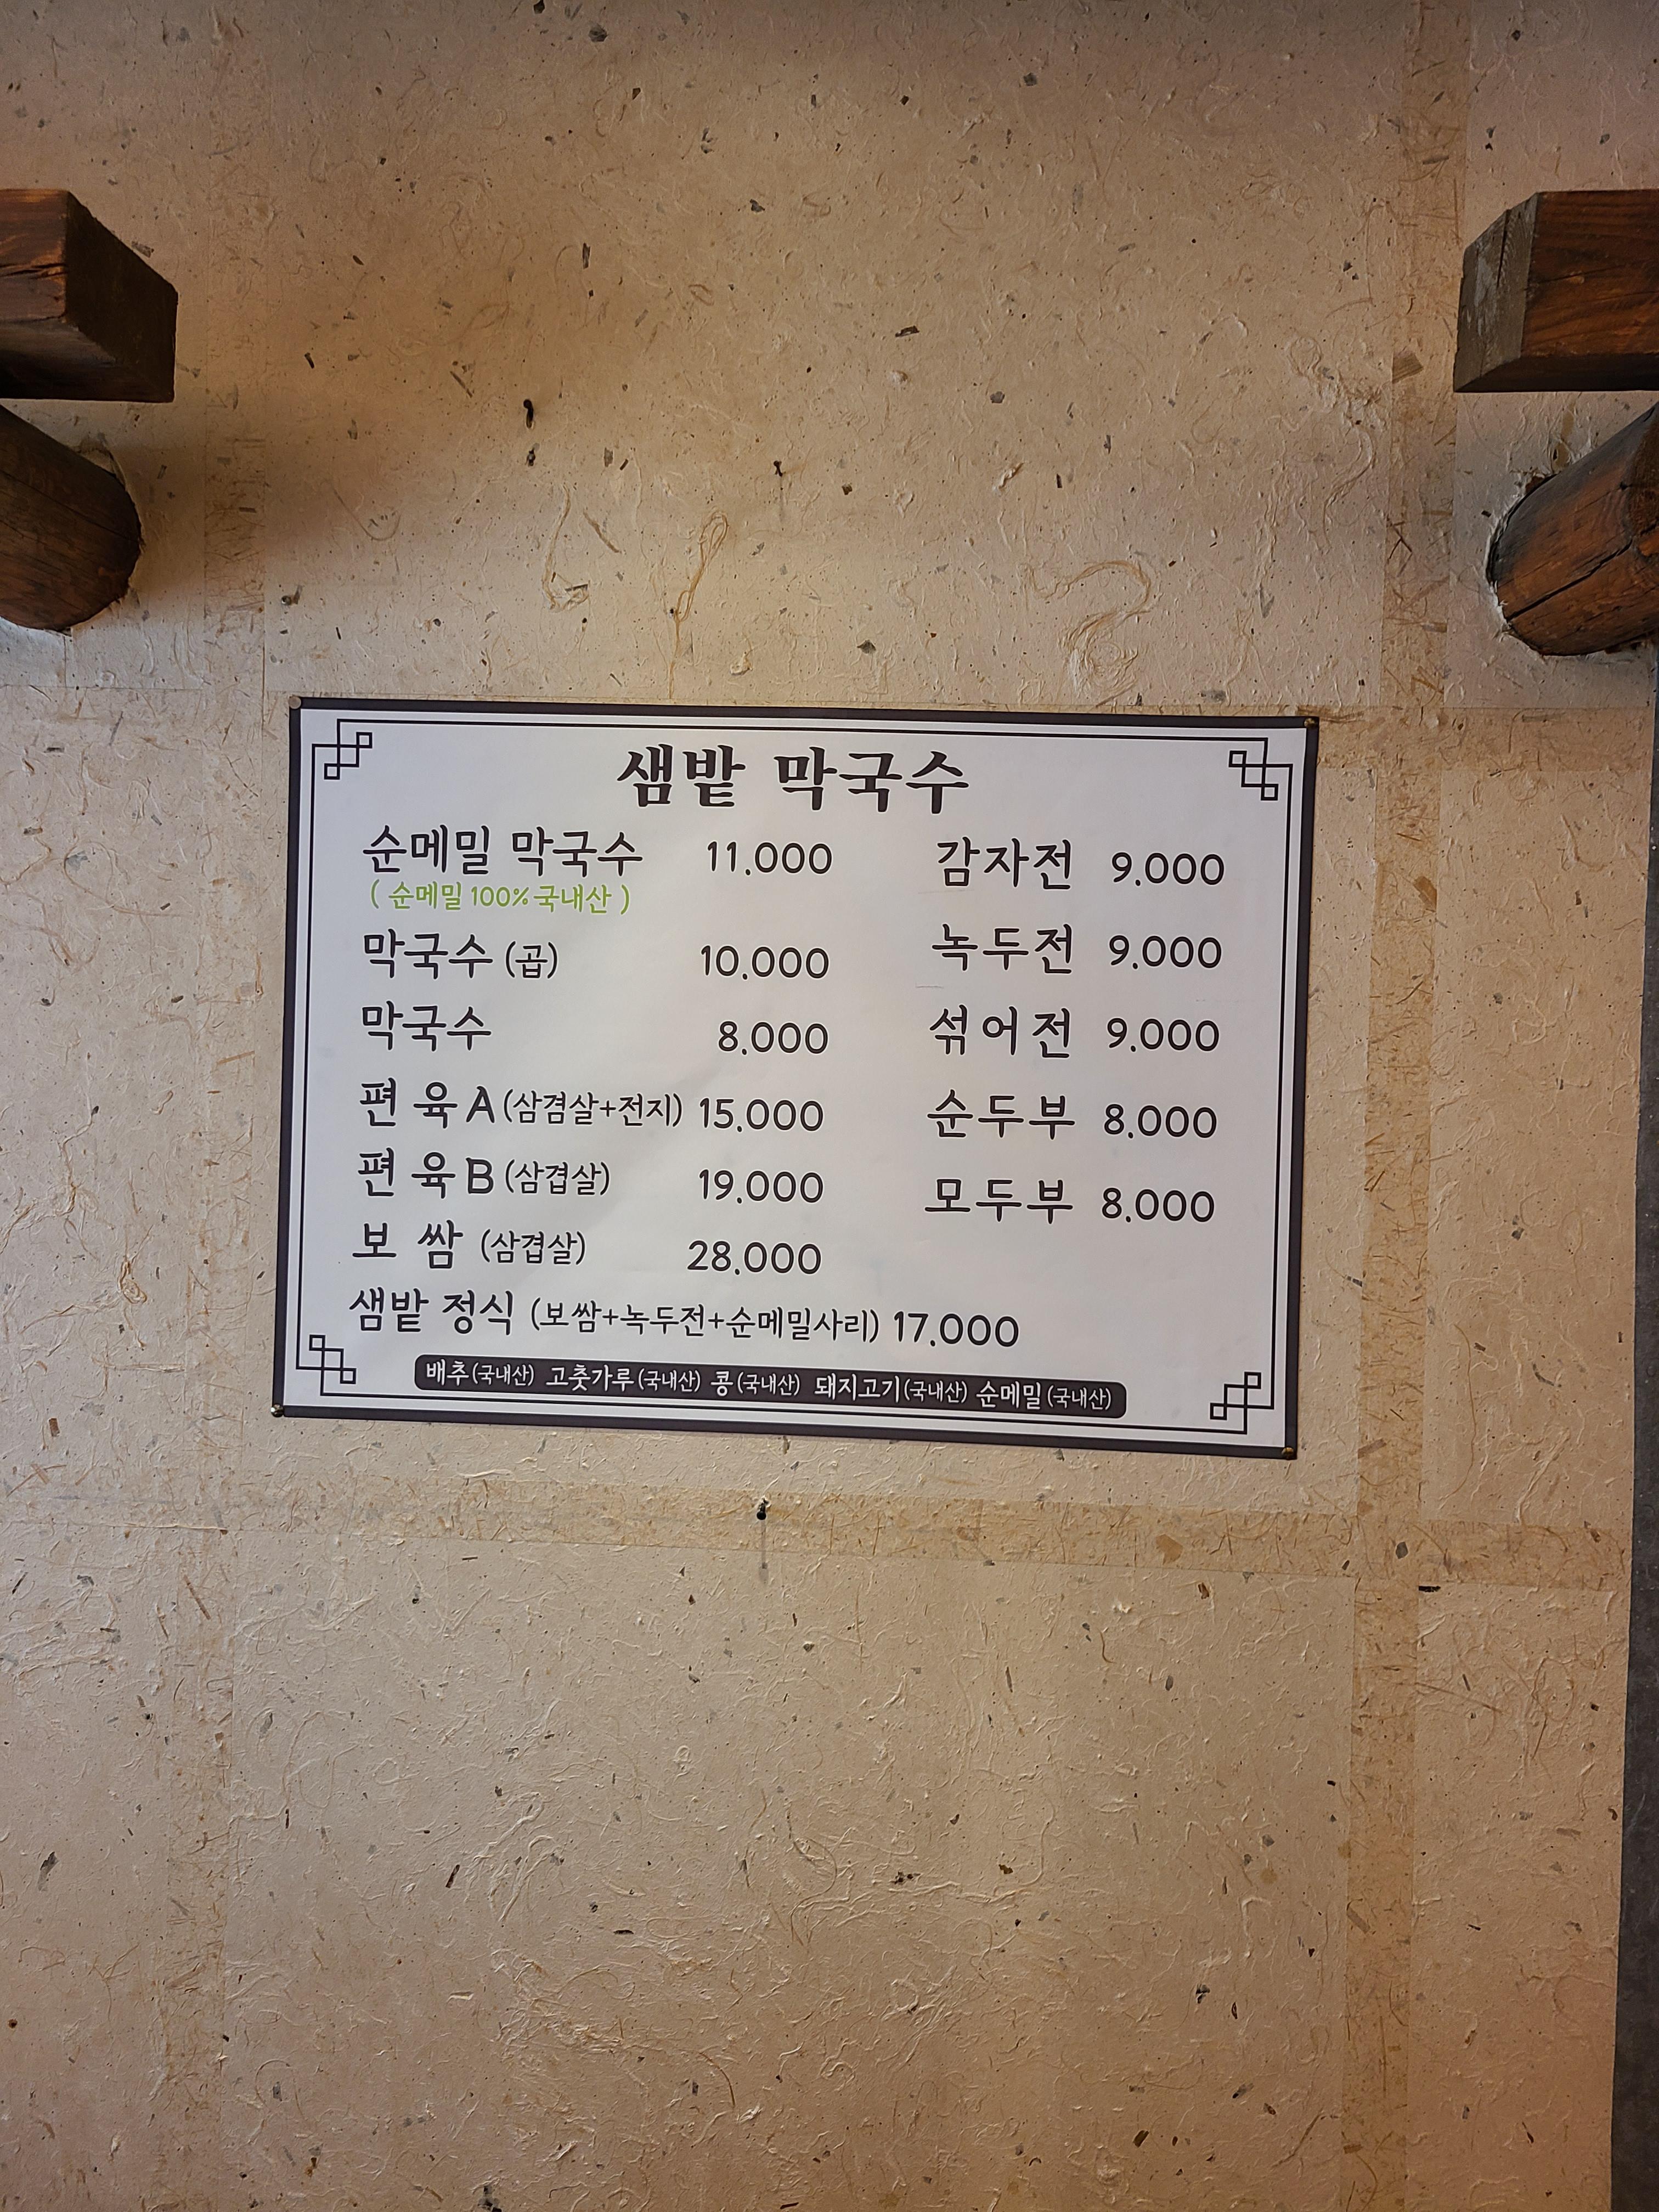 샘밭 막국수
순메밀 막국수 11.000
( 순메밀 100% 국내산 )
막국수 (곱) 10.000
막국수 8.000
편 육 A (삼겸살+전지) 15.000
편 육 B (삼겹살) 19.000
보 쌈 (삼겹살) 28.000
샘밭 정식 (보쌈+녹두전+순메밀사리) 17.000
감자전 9.000
녹두전 9.000
섞어전 9.000
순두부 8.000
모두부 8.000
배추(국내산) 고춧가루(국내산) 콩(국내산) 돼지고기(국내산) 순메밀(국내산)